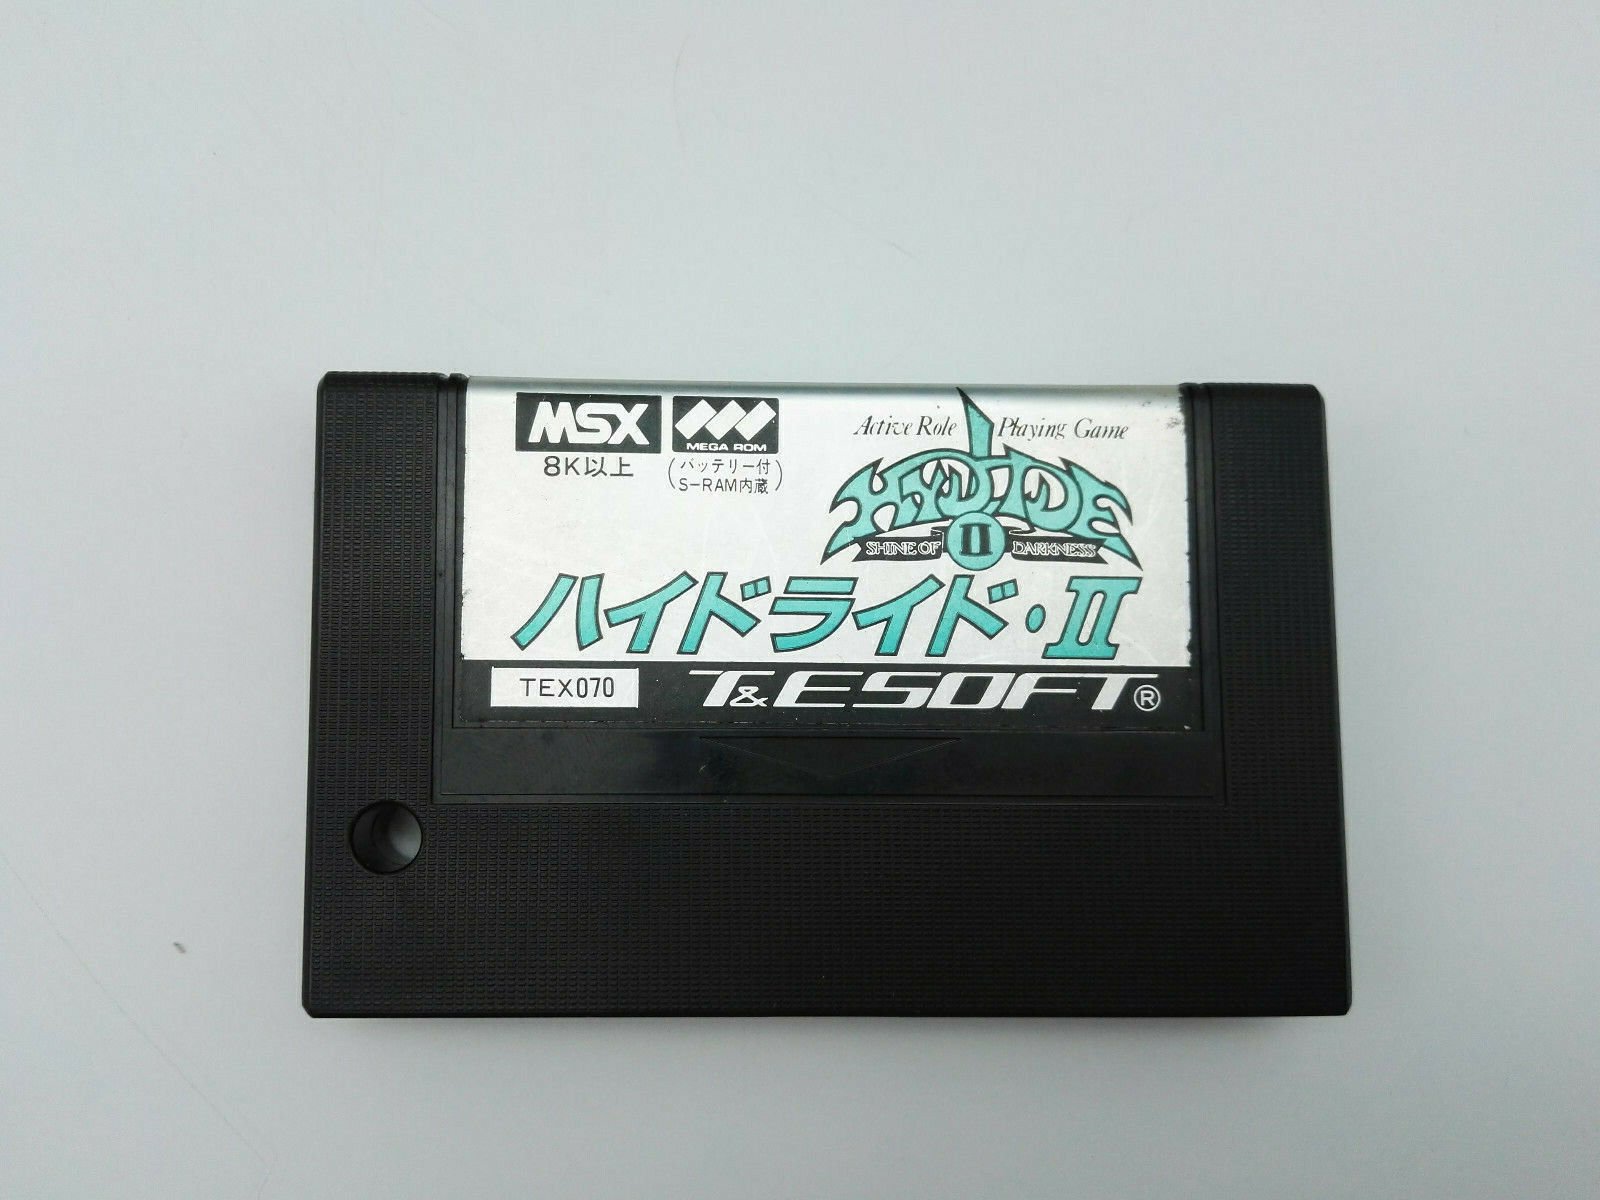 MSX
8K以上
MEGA ROM
(バッテリー付
S-RAM内蔵)
Active Role Playing Game
HYDLIDE
II
SHINE OF DARKNESS
ハイドライド・II
TEX070
T&ESOFT®